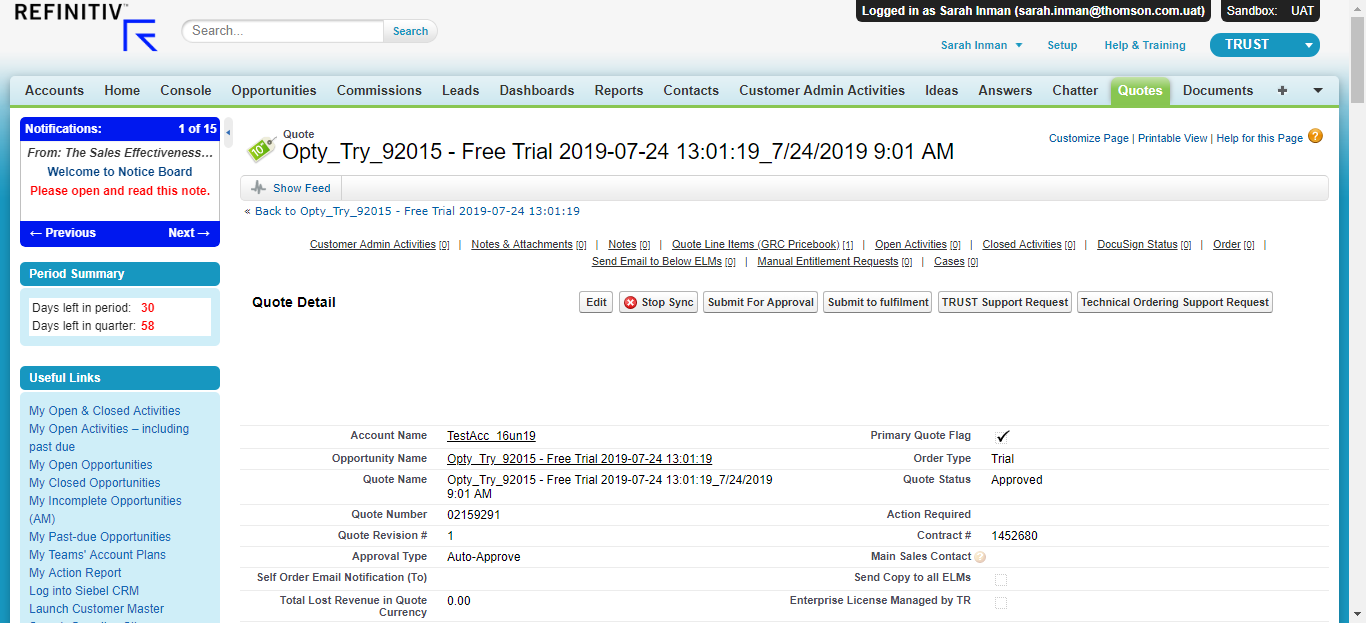 REFINITIV™
Search...
Search
Logged in as Sarah Inman (sarah.inman@thomson.com.uat)
Sandbox: UAT
Sarah Inman
Setup
Help & Training
TRUST
Accounts Home Console Opportunities Commissions Leads Dashboards Reports Contacts Customer Admin Activities Ideas Answers Chatter Quotes Documents +
Notifications: 1 of 15
From: The Sales Effectiveness...
Welcome to Notice Board
Please open and read this note.
← Previous Next →
Period Summary
Days left in period: 30
Days left in quarter: 58
Useful Links
My Open & Closed Activities
My Open Activities – including
past due
My Open Opportunities
My Closed Opportunities
My Incomplete Opportunities
(AM)
My Past-due Opportunities
My Teams' Account Plans
My Action Report
Log into Siebel CRM
Launch Customer Master
Quote
Opty_Try_92015 - Free Trial 2019-07-24 13:01:19_7/24/2019 9:01 AM
Customize Page | Printable View | Help for this Page ?
Show Feed
« Back to Opty_Try_92015 - Free Trial 2019-07-24 13:01:19
Customer Admin Activities [0] | Notes & Attachments [0] | Notes [0] | Quote Line Items (GRC Pricebook) [1] | Open Activities [0] | Closed Activities [0] | DocuSign Status [0] | Order [0] |
Send Email to Below ELMs [0] | Manual Entitlement Requests [0] | Cases [0]
Quote Detail
Edit Stop Sync Submit For Approval Submit to fulfilment TRUST Support Request Technical Ordering Support Request
Account Name TestAcc_16un19 Primary Quote Flag ✓
Opportunity Name Opty_Try_92015 - Free Trial 2019-07-24 13:01:19 Order Type Trial
Quote Name Opty_Try_92015 - Free Trial 2019-07-24 13:01:19_7/24/2019 Quote Status Approved
9:01 AM
Quote Number 02159291 Action Required
Quote Revision # 1 Contract # 1452680
Approval Type Auto-Approve Main Sales Contact ?
Self Order Email Notification (To) Send Copy to all ELMs
Total Lost Revenue in Quote 0.00 Enterprise License Managed by TR
Currency